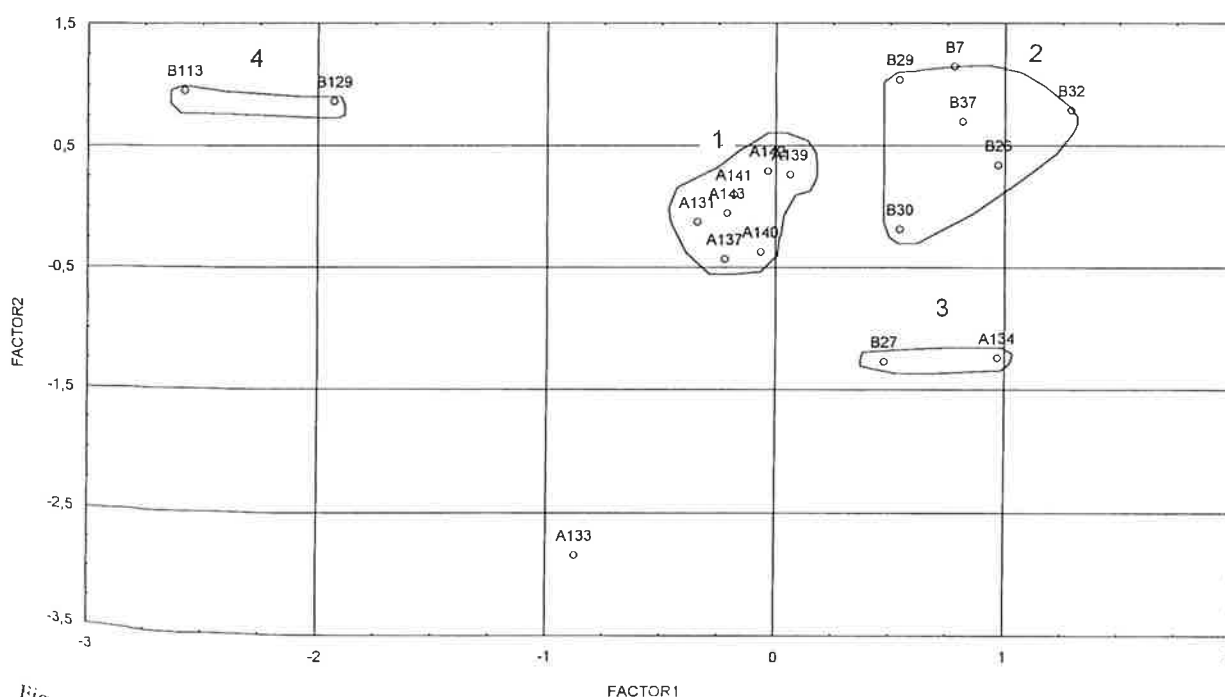 1,5
4
B113
B129
B29
B7
2
B37
B32
0,5
1
A142
A139
B26
A141
A143
A131
B30
A137
A140
-0,5
3
B27
A134
FACTOR2
-1,5
-2,5
A133
-3,5
-3
-2
-1
0
1
FACTOR1